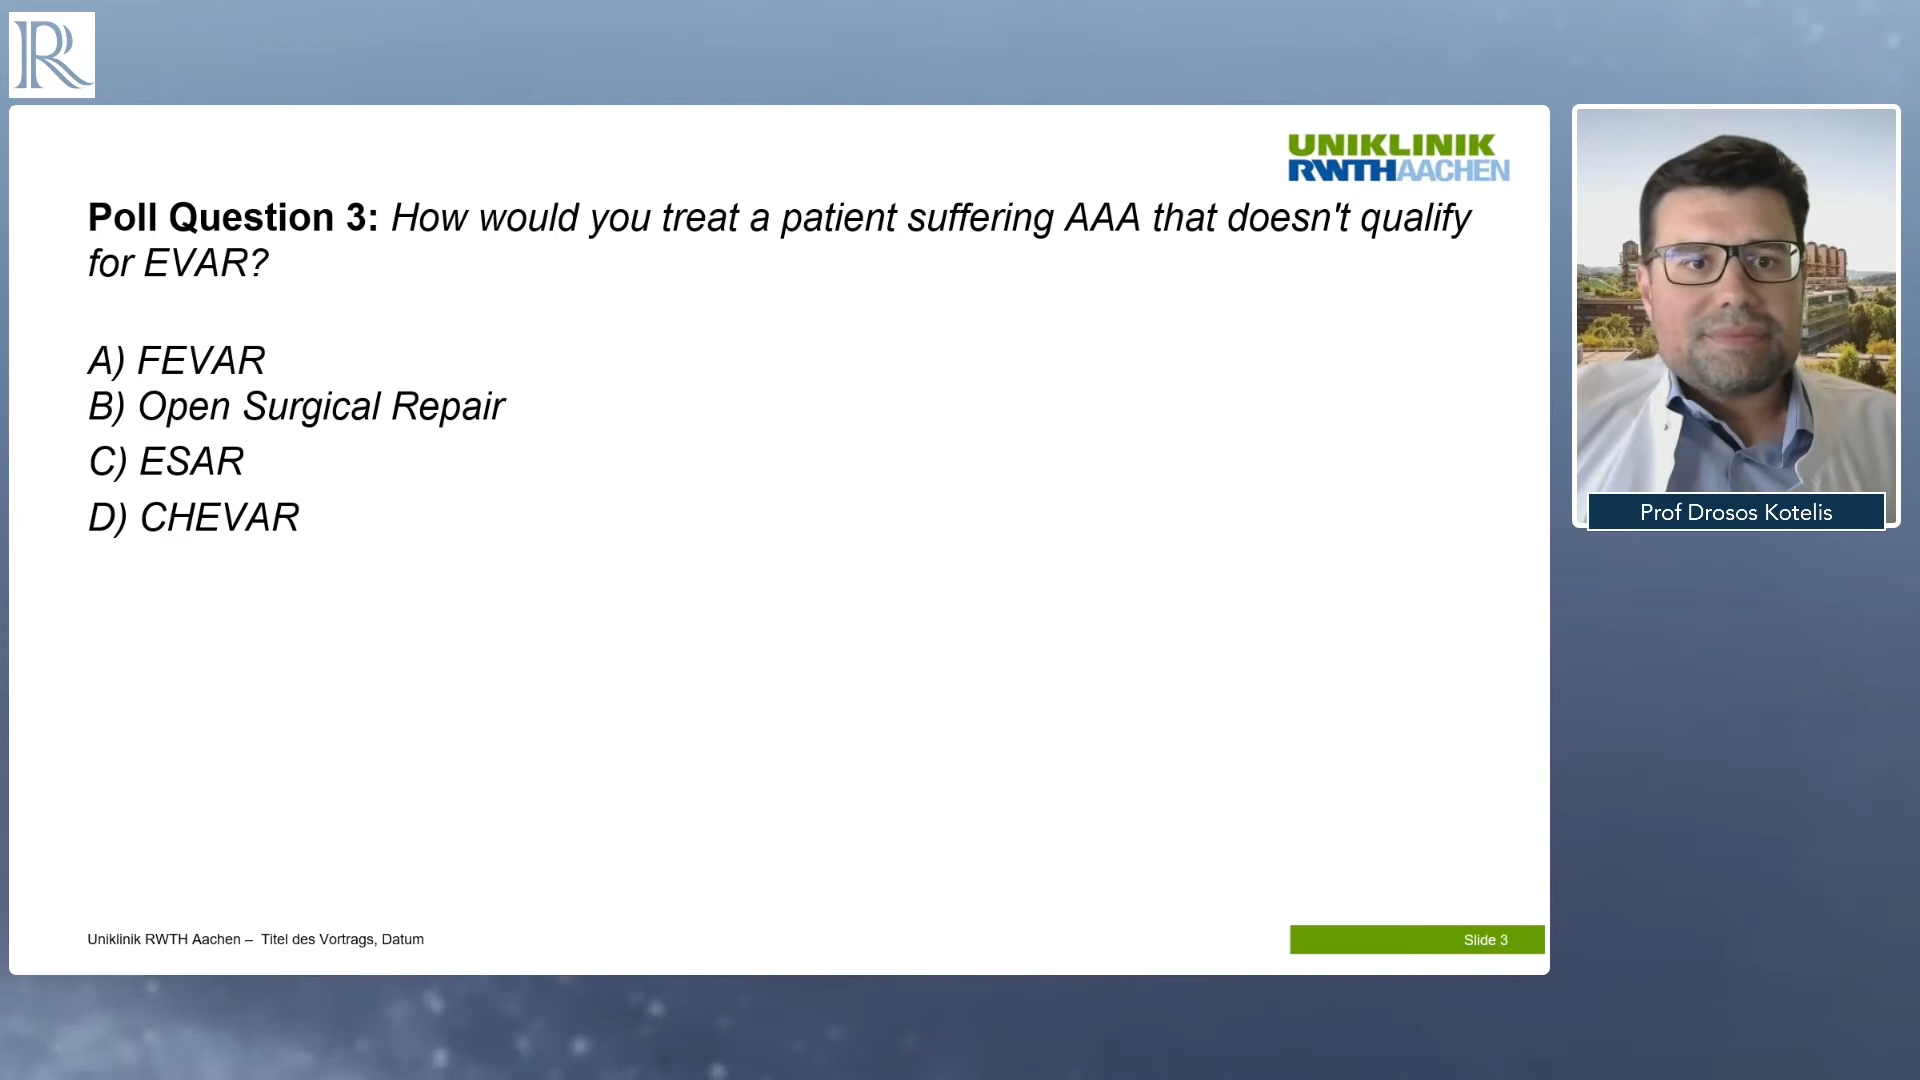 R
UNIKLINIK
RWTHAACHEN
Poll Question 3: How would you treat a patient suffering AAA that doesn't qualify
for EVAR?
A) FEVAR
B) Open Surgical Repair
C) ESAR
D) CHEVAR
Prof Drosos Kotelis
Uniklinik RWTH Aachen – Titel des Vortrags, Datum
Slide 3